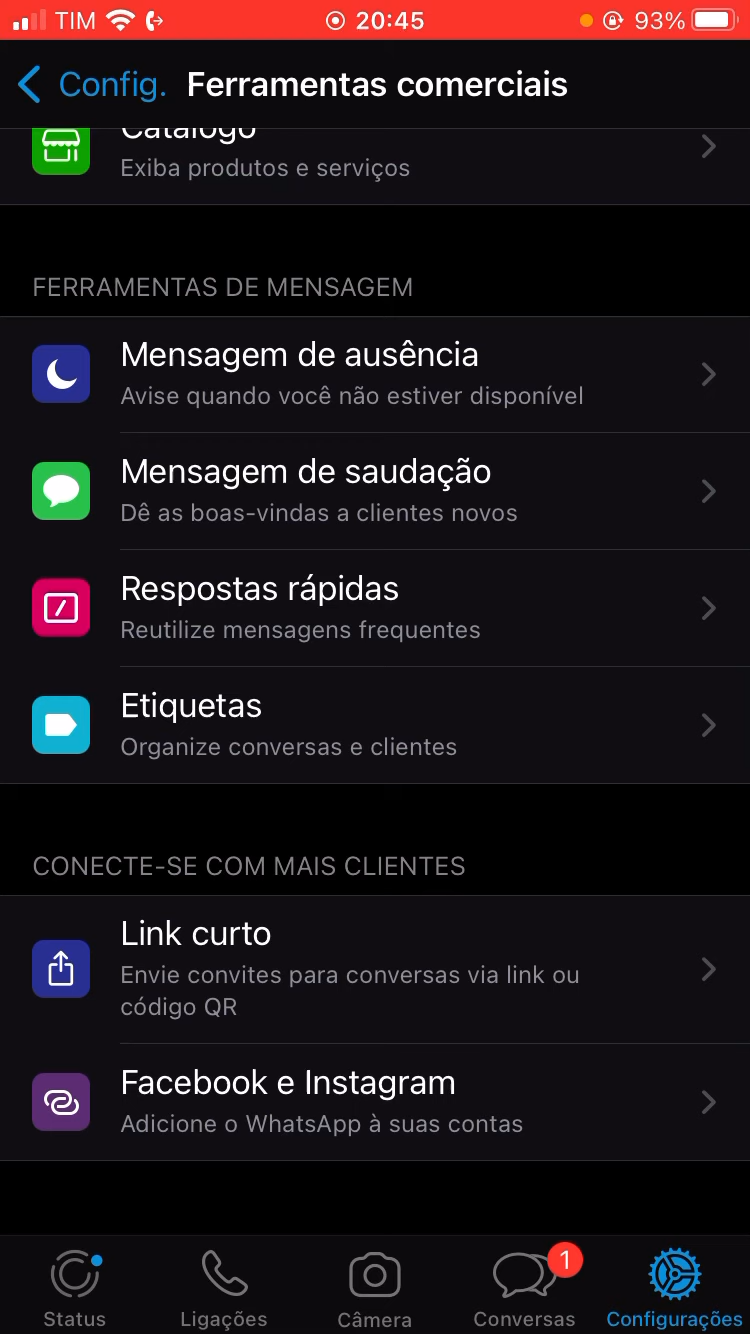 TIM 20:45 93%
Config. Ferramentas comerciais
Catálogo
Exiba produtos e serviços
FERRAMENTAS DE MENSAGEM
Mensagem de ausência
Avise quando você não estiver disponível
Mensagem de saudação
Dê as boas-vindas a clientes novos
Respostas rápidas
Reutilize mensagens frequentes
Etiquetas
Organize conversas e clientes
CONECTE-SE COM MAIS CLIENTES
Link curto
Envie convites para conversas via link ou
código QR
Facebook e Instagram
Adicione o WhatsApp à suas contas
1
Status Ligações Câmera Conversas Configurações